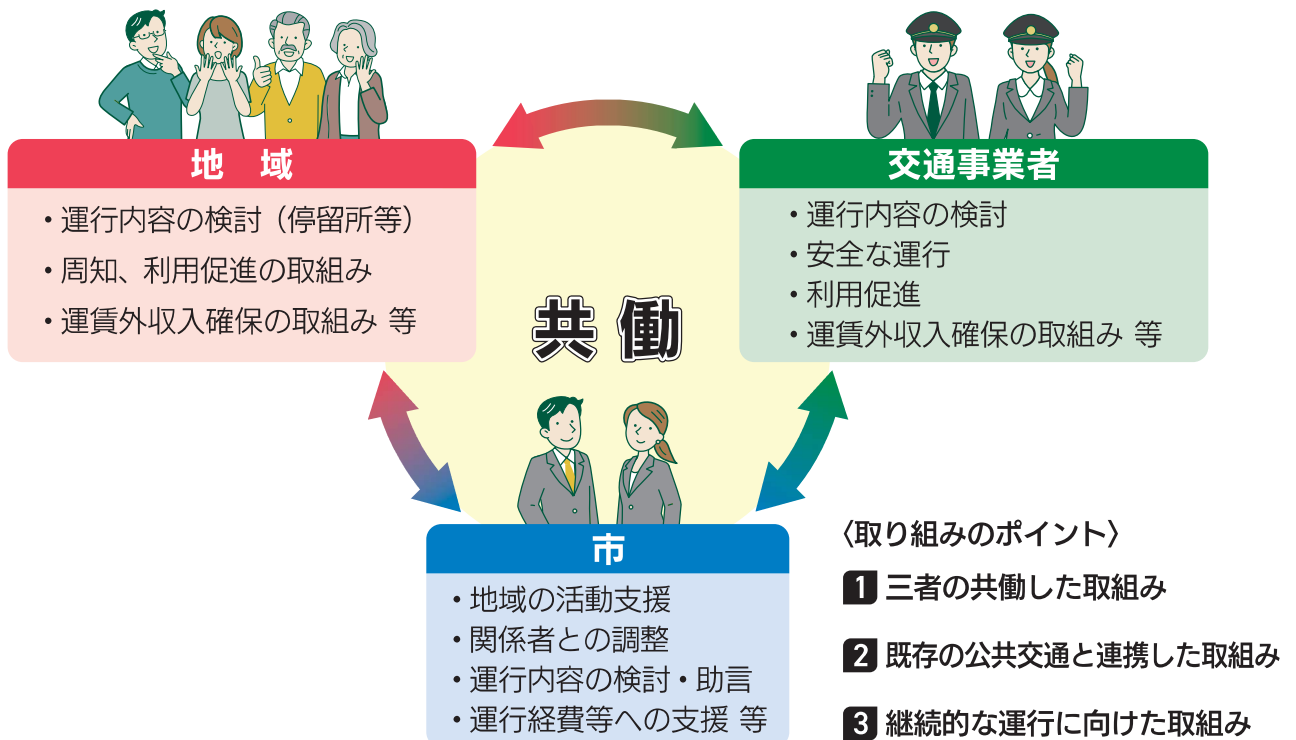 地 域
・運行内容の検討（停留所等）
・周知、利用促進の取組み
・運賃外収入確保の取組み 等
交通事業者
・運行内容の検討
・安全な運行
・利用促進
・運賃外収入確保の取組み 等
共 働
市
・地域の活動支援
・関係者との調整
・運行内容の検討・助言
・運行経費等への支援 等
〈取り組みのポイント〉
1 三者の共働した取組み
2 既存の公共交通と連携した取組み
3 継続的な運行に向けた取組み